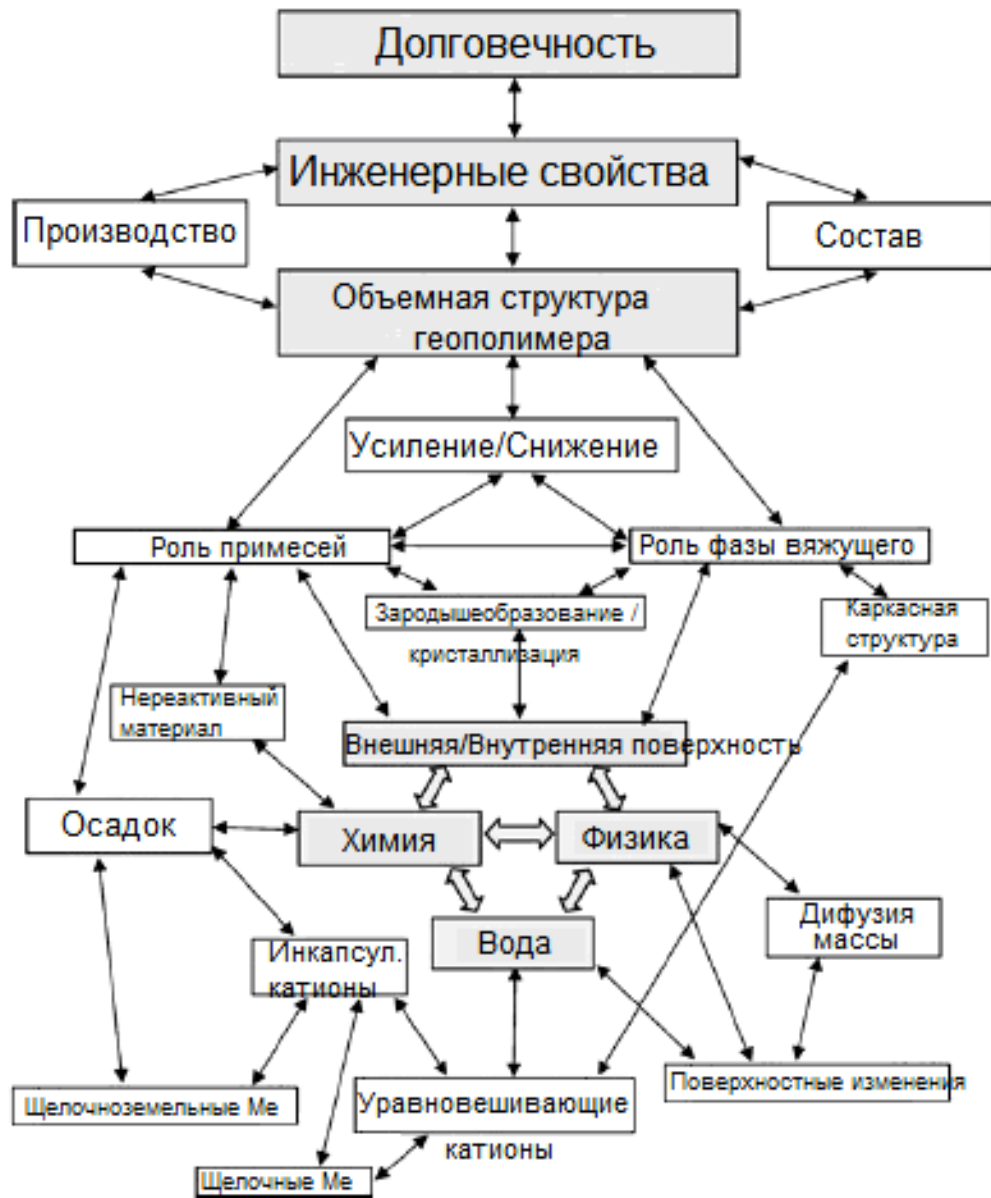 Долговечность
Инженерные свойства
Производство
Состав
Объемная структура
геополимера
Усиление/Снижение
Роль примесей
Роль фазы вяжущего
Зародышеобразование /
кристаллизация
Каркасная
структура
Нереактивный
материал
Внешняя/Внутренняя поверхность
Осадок
Химия
Физика
Дифузия
массы
Вода
Инкапсул.
катионы
Поверхностные изменения
Щелочноземельные Ме
Уравновешивающие
катионы
Щелочные Ме